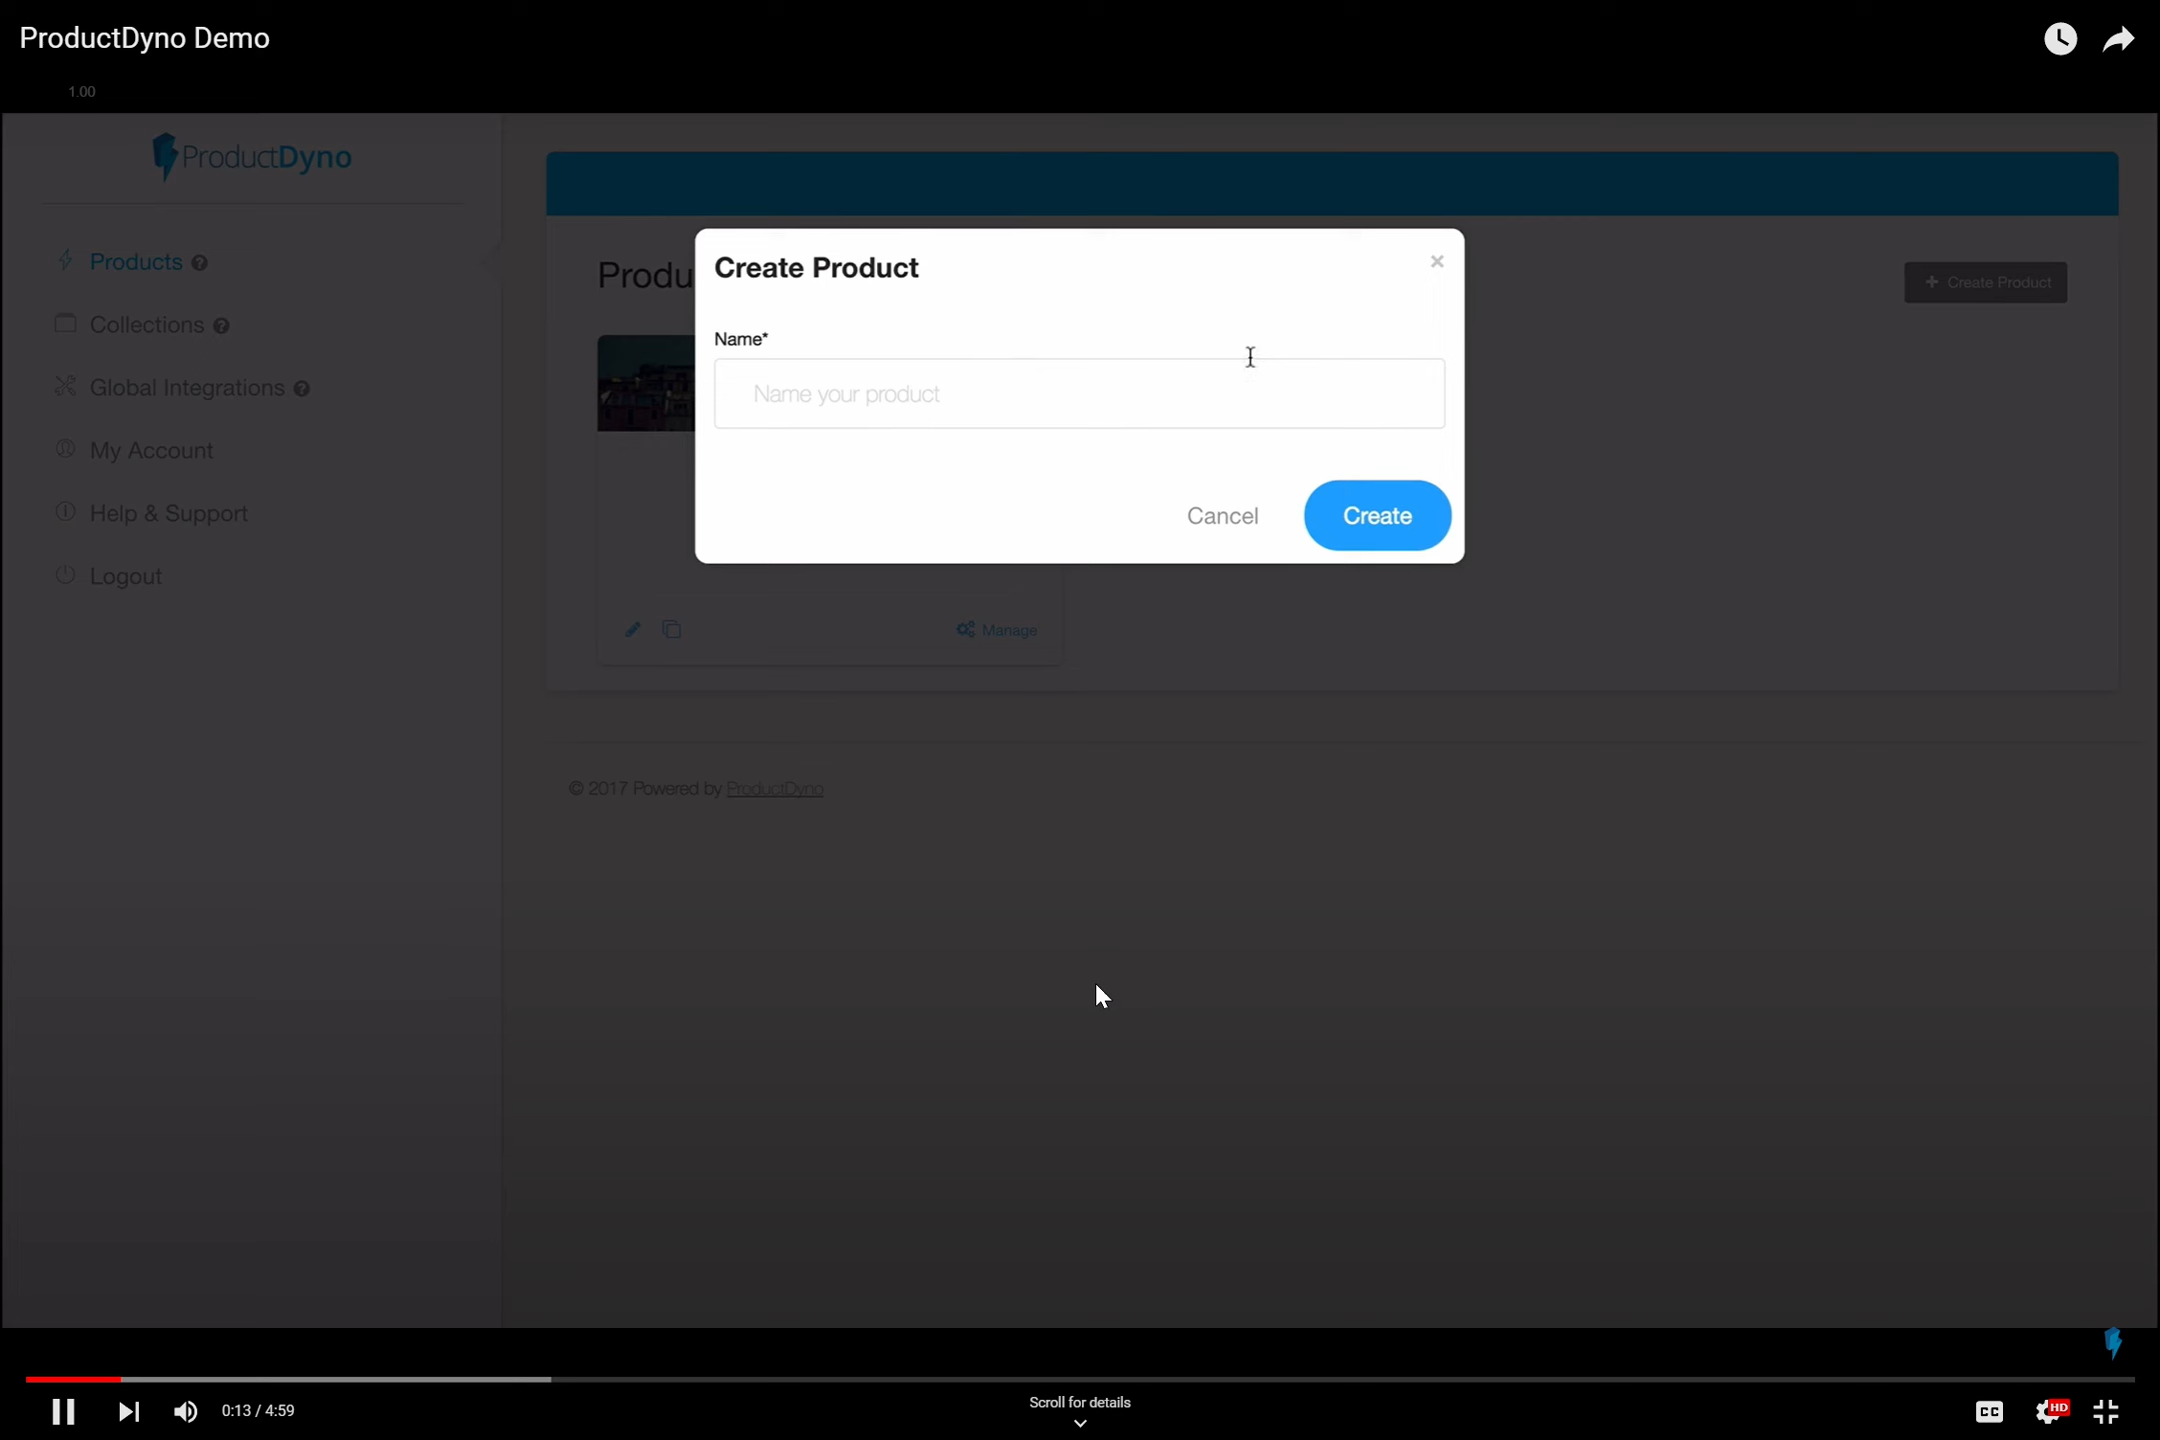 ProductDyno Demo
1.00
ProductDyno
Products
Collections
Global Integrations
My Account
Help & Support
Logout
Produ
+ Create Product
Create Product
×
Name*
Name your product
Cancel
Create
Manage
© 2017 Powered by ProductDyno
0:13 / 4:59
Scroll for details
CC
HD